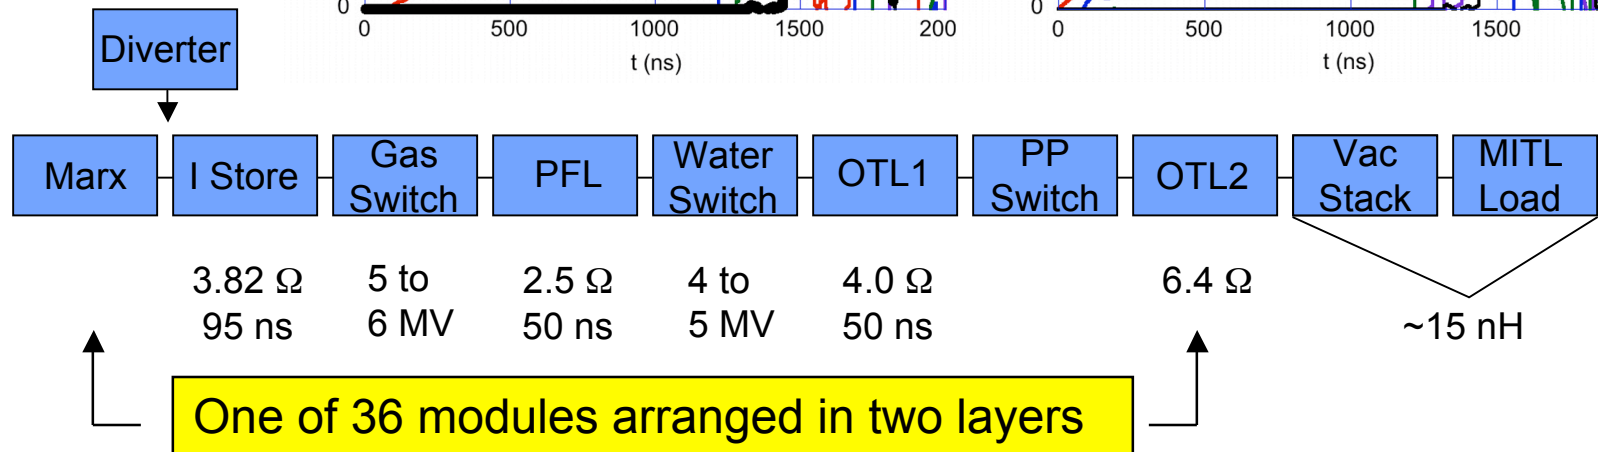 0
0
0 500 1000 1500 200
0 500 1000 1500
t (ns)
t (ns)
Diverter
Marx
I Store
Gas
Switch
PFL
Water
Switch
OTL1
PP
Switch
OTL2
Vac
Stack
MITL
Load
3.82 Ω
95 ns
5 to
6 MV
2.5 Ω
50 ns
4 to
5 MV
4.0 Ω
50 ns
6.4 Ω
~15 nH
One of 36 modules arranged in two layers